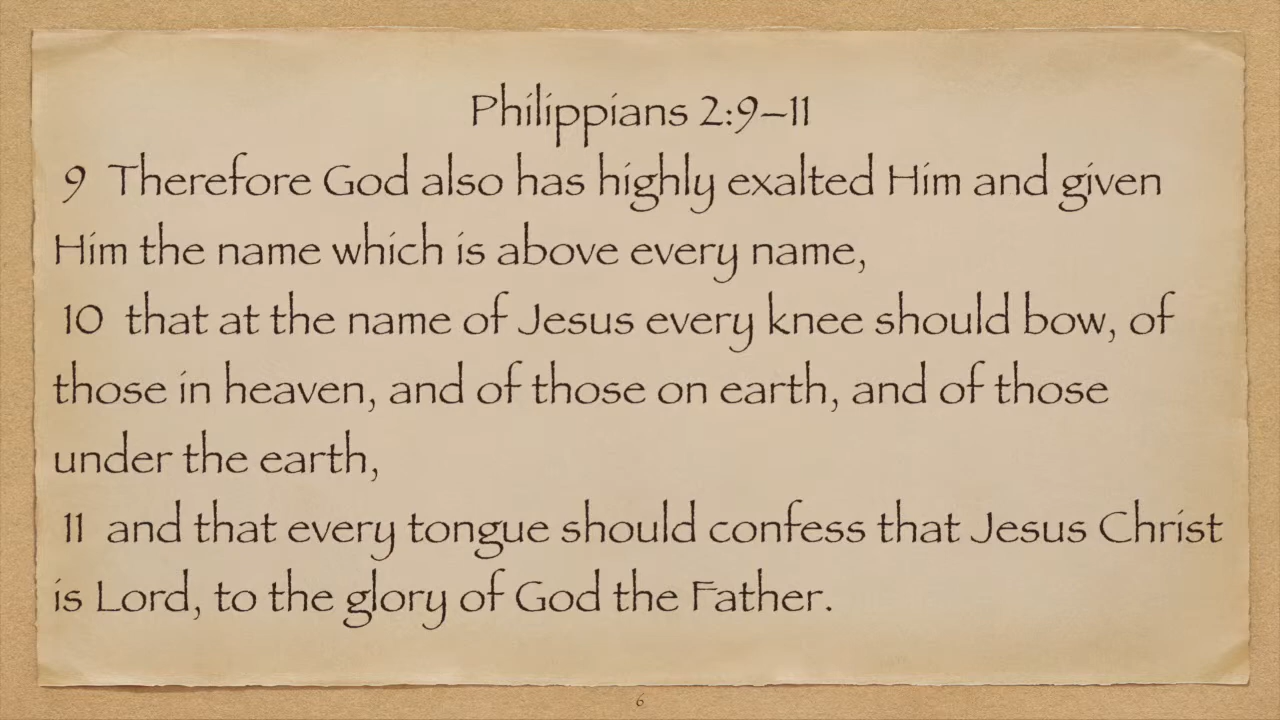 Philippians 2:9–11
9 Therefore God also has highly exalted Him and given
Him the name which is above every name,
10 that at the name of Jesus every knee should bow, of
those in heaven, and of those on earth, and of those
under the earth,
11 and that every tongue should confess that Jesus Christ
is Lord, to the glory of God the Father.
6